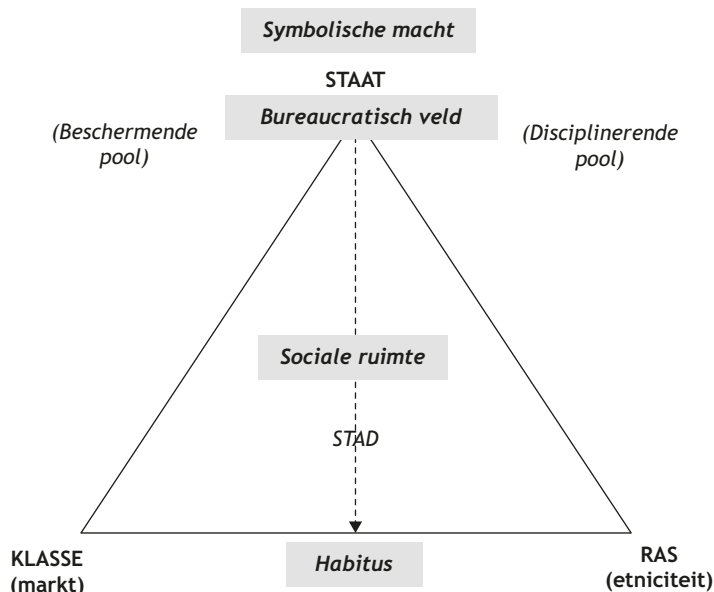 Symbolische macht
STAAT
Bureaucratisch veld
(Beschermende
pool)
(Disciplinerende
pool)
Sociale ruimte
STAD
KLASSE
(markt)
Habitus
RAS
(etniciteit)